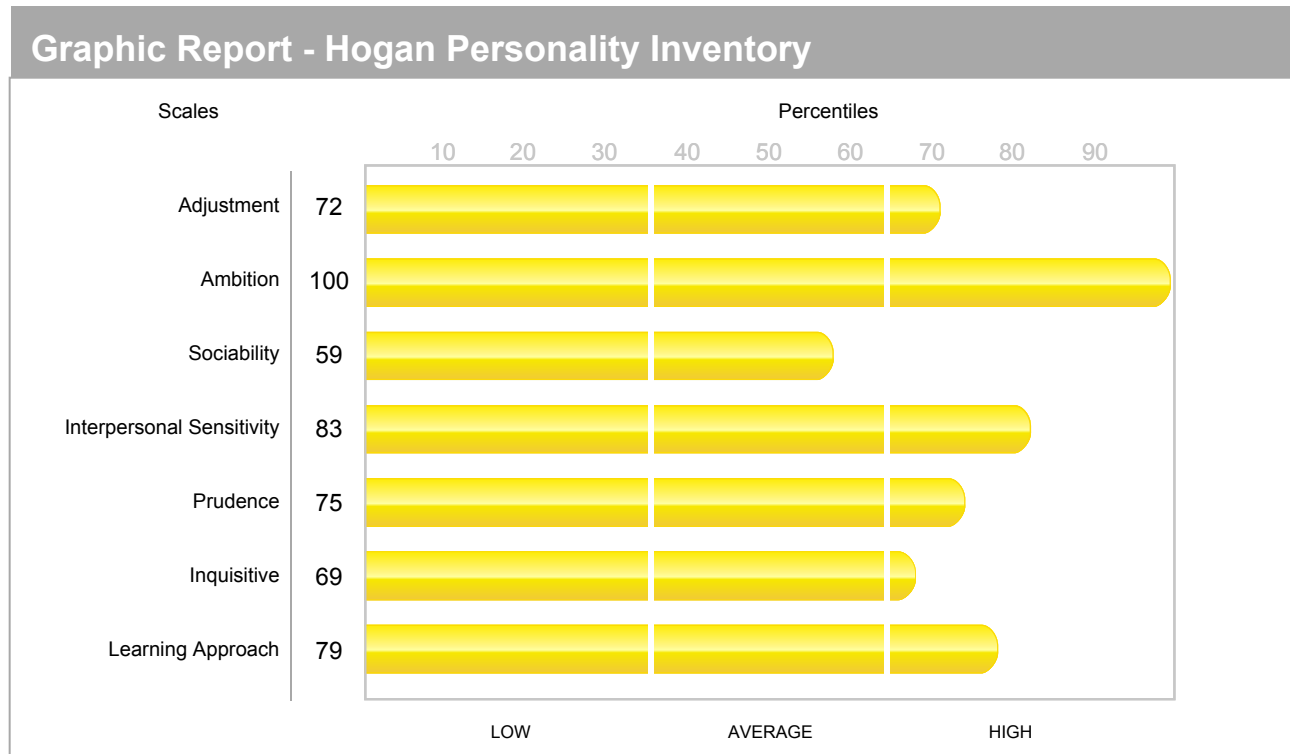 Graphic Report - Hogan Personality Inventory
Scales Percentiles
10 20 30 40 50 60 70 80 90
Adjustment 72
Ambition 100
Sociability 59
Interpersonal Sensitivity 83
Prudence 75
Inquisitive 69
Learning Approach 79
LOW AVERAGE HIGH